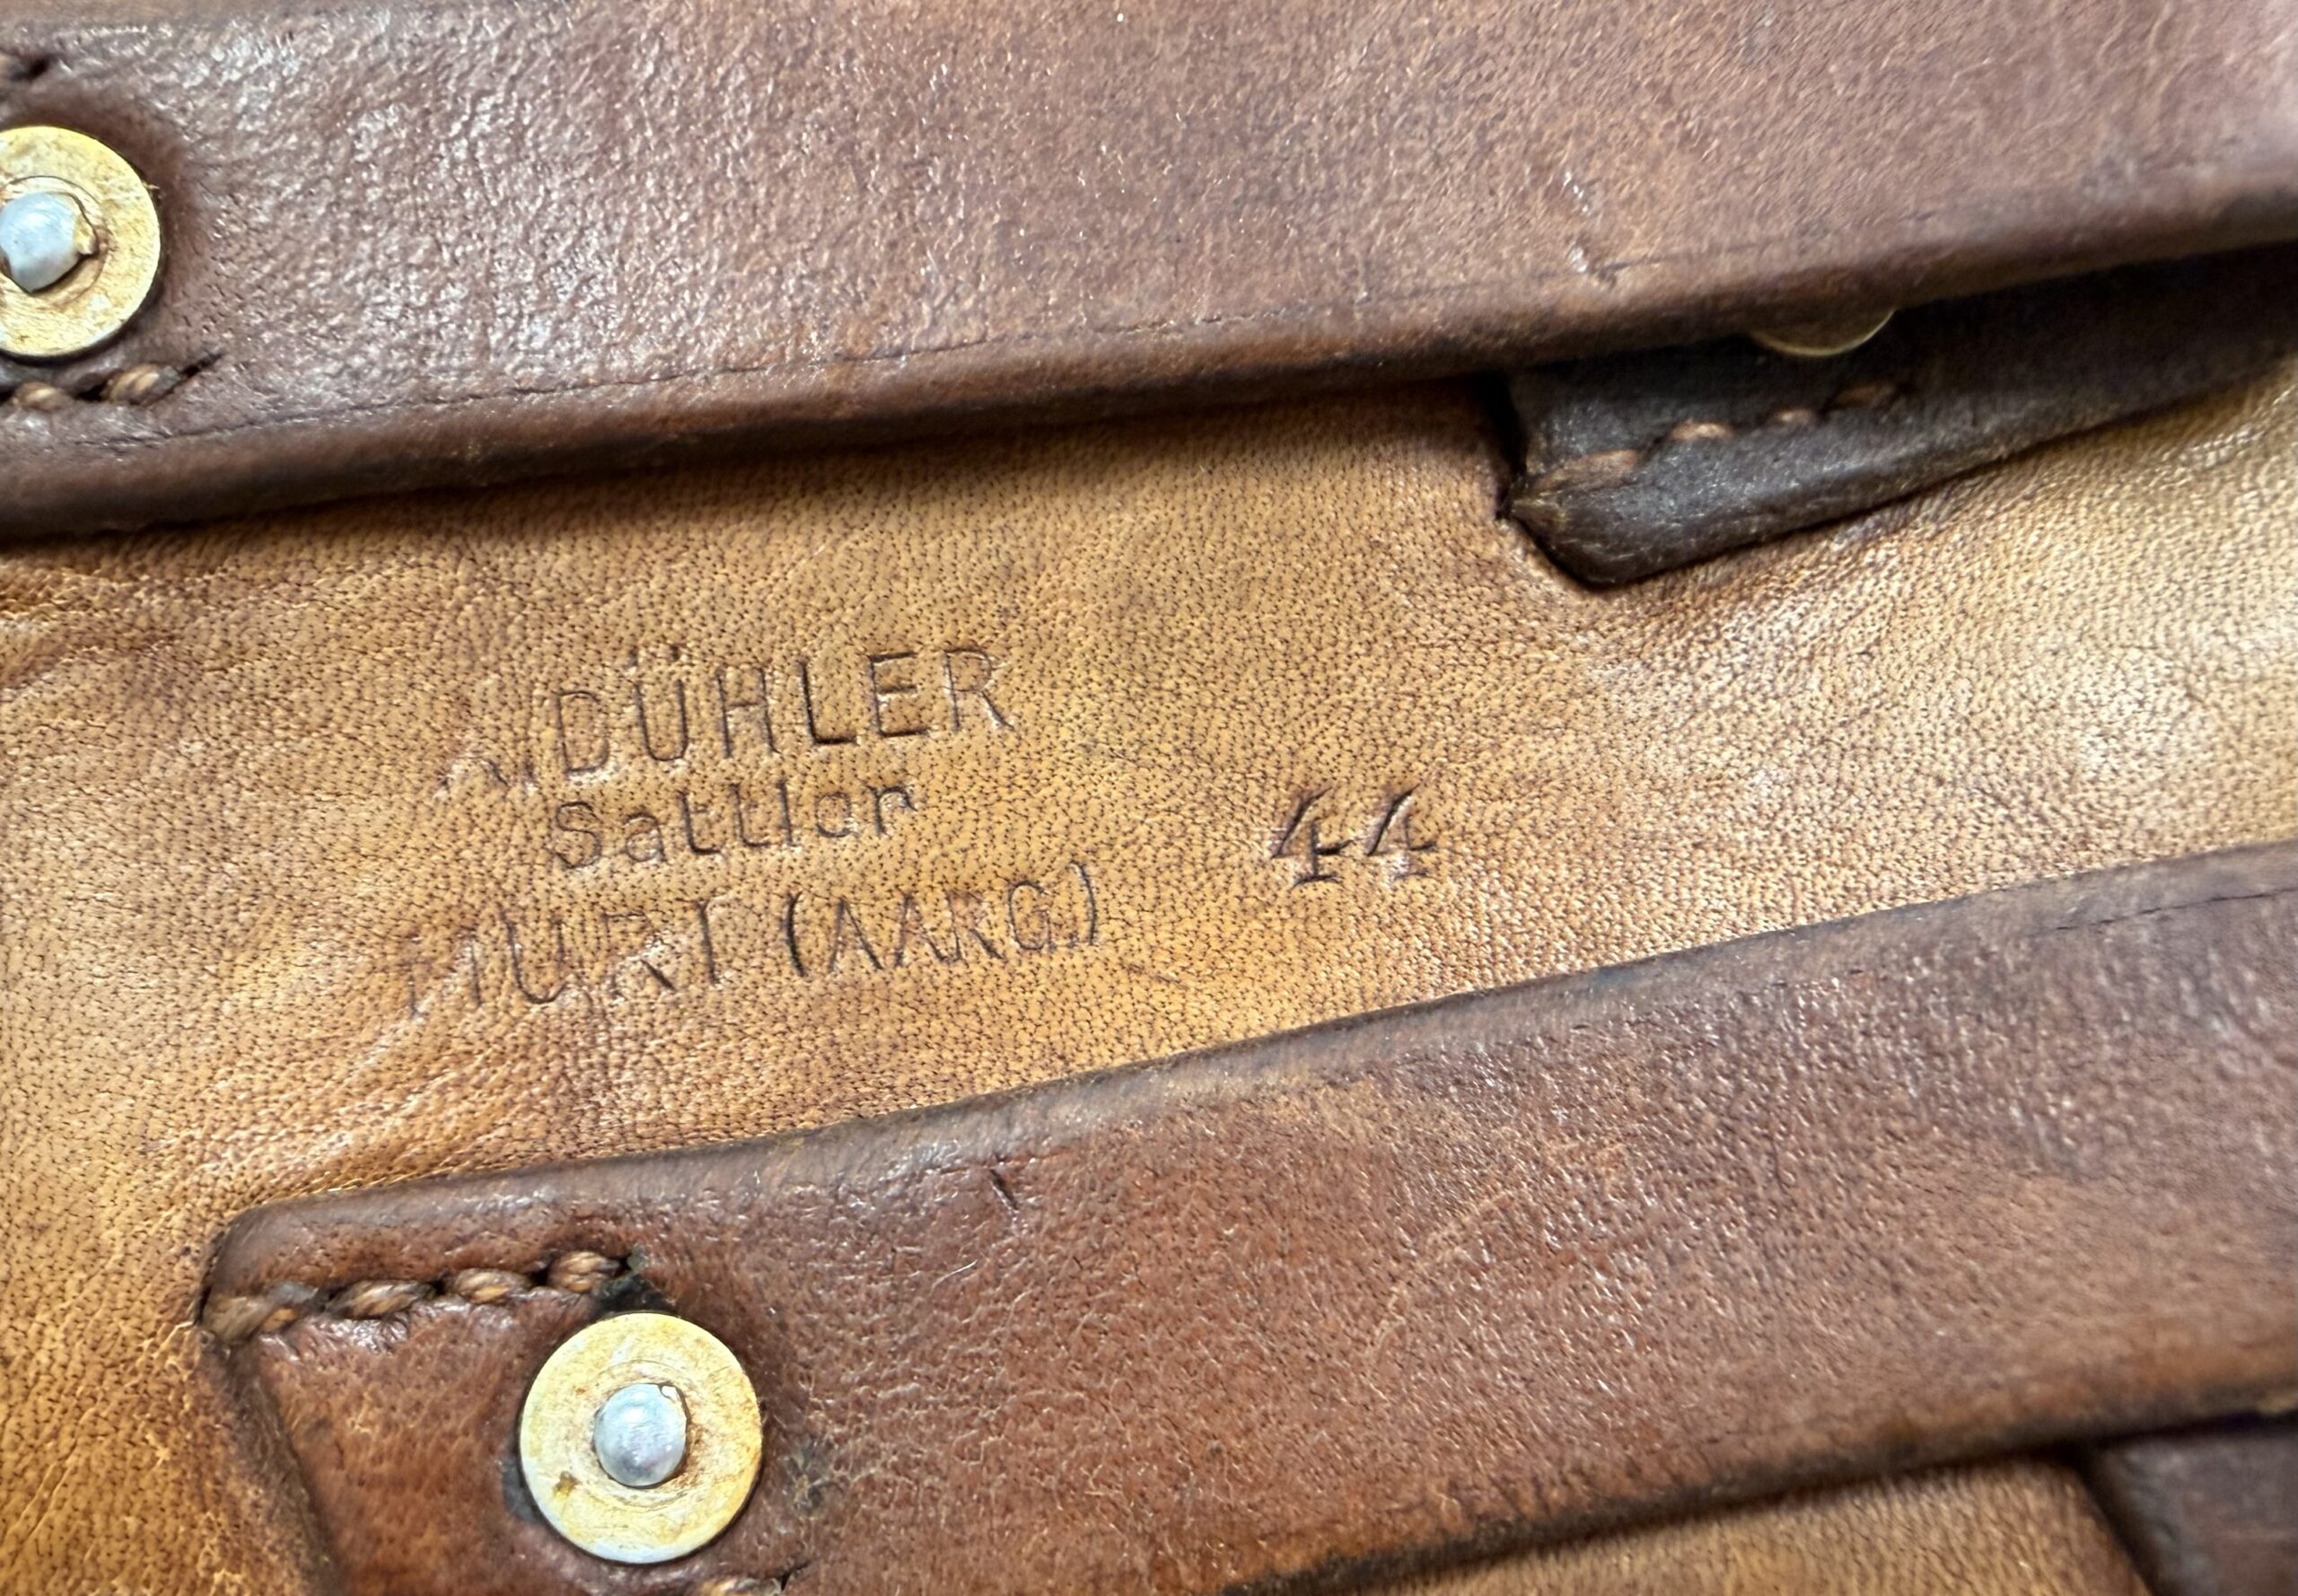 DÜHLER
Sattler
MURI (AARG.)
44